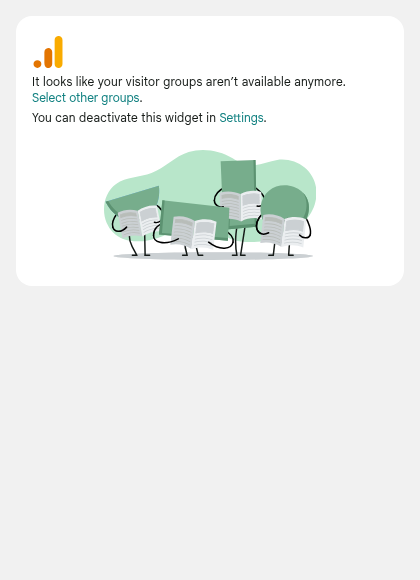 It looks like your visitor groups aren’t available anymore.
Select other groups.
You can deactivate this widget in Settings.